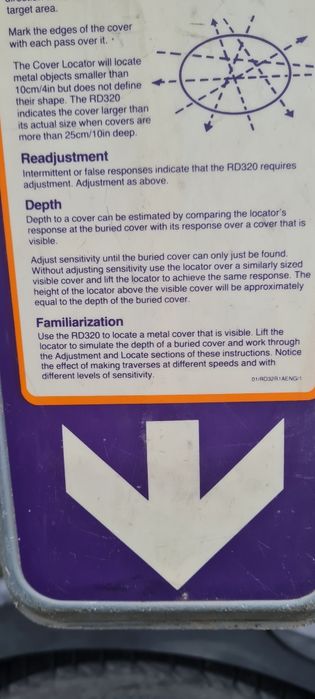 target area.
Mark the edges of the cover
with each pass over it.
The Cover Locator will locate
metal objects smaller than
10cm/4in but does not define
their shape. The RD320
indicates the cover larger than
its actual size when covers are
more than 25cm/10in deep.
Readjustment
Intermittent or false responses indicate that the RD320 requires
adjustment. Adjustment as above.
Depth
Depth to a cover can be estimated by comparing the locator's
response at the buried cover with its response over a cover that is
visible.
Adjust sensitivity until the buried cover can only just be found.
Without adjusting sensitivity use the locator over a similarly sized
visible cover and lift the locator to achieve the same response. The
height of the locator above the visible cover will be approximately
equal to the depth of the buried cover.
Familiarization
Use the RD320 to locate a metal cover that is visible. Lift the
locator to simulate the depth of a buried cover and work through
the Adjustment and Locate sections of these instructions. Notice
the effect of making traverses at different speeds and with
different levels of sensitivity.